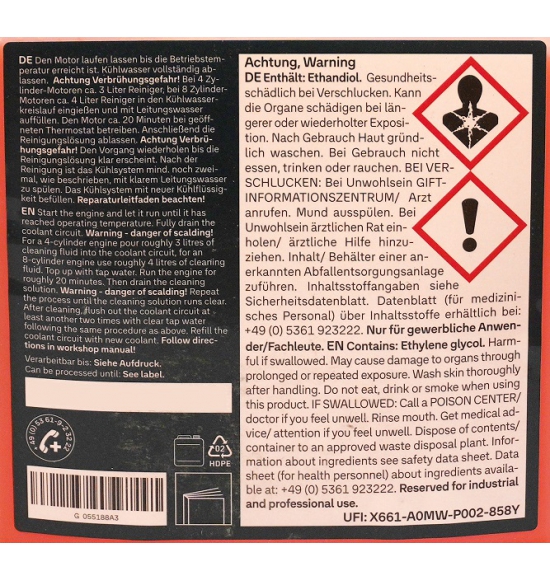 DE Den Motor laufen lassen bis die Betriebstem-
peratur erreicht ist. Kühlwasser vollständig ab-
lassen. Achtung Verbrühungsgefahr! Bei 4 Zy-
linder-Motoren ca. 3 Liter Reiniger, bei 8 Zylinder-
Motoren ca. 4 Liter Reiniger in den Kühlwasser-
kreislauf eingießen und mit Leitungswasser
auffüllen. Den Motor ca. 20 Minuten bei geöff-
neten Thermostat betreiben. Anschließend die
Reinigungslösung ablassen. Achtung Verbrü-
hungsgefahr! Den Vorgang wiederholen bis die
Reinigungslösung klar erscheint. Nach der
Reinigung ist das Kühlsystem mind. noch zwei-
mal, wie beschrieben, mit klarem Leitungswasser
zu spülen. Das Kühlsystem mit neuer Kühlflüssig-
keit befüllen. Reparaturleitfaden beachten!
EN Start the engine and let it run until it has
reached operating temperature. Fully drain the
coolant circuit. Warning - danger of scalding!
For a 4-cylinder engine pour roughly 3 litres of
cleaning fluid into the coolant circuit, for an
8-cylinder engine use roughly 4 litres of clearing
fluid. Top up with tap water. Run the engine for
roughly 20 minutes. Then drain the cleaning
solution. Warning - danger of scalding! Repeat
the process until the cleaning solution runs clear.
After cleaning,flush out the coolant circuit at
least another two times with clear tap water
following the same procedure as above. Refill the
coolant circuit with new coolant. Follow direc-
tions in workshop manual!
Verarbeitbar bis: Siehe Aufdruck.
Can be processed until: See label.
+49 (0) 53 61-9-2 32 22
02
HDPE
G 055188A3
Achtung, Warning
DE Enthält: Ethandiol. Gesundheits-
schädlich bei Verschlucken. Kann
die Organe schädigen bei län-
gerer oder wiederholter Exposi-
tion. Nach Gebrauch Haut gründ-
lich waschen. Bei Gebrauch nicht
essen, trinken oder rauchen. BEI VER-
SCHLUCKEN: Bei Unwohlsein GIFT-
INFORMATIONSZENTRUM/ Arzt
anrufen. Mund ausspülen. Bei
Unwohlsein ärztlichen Rat ein-
holen/ ärztliche Hilfe hinzu-
ziehen. Inhalt/ Behälter einer an-
erkannten Abfallentsorgungsanlage
zuführen. Inhaltsstoffangaben siehe
Sicherheitsdatenblatt. Datenblatt (für medizini-
sches Personal) über Inhaltsstoffe erhältlich bei:
+49 (0) 5361 923222. Nur für gewerbliche Anwen-
der/Fachleute. EN Contains: Ethylene glycol. Harm-
ful if swallowed. May cause damage to organs through
prolonged or repeated exposure. Wash skin thoroughly
after handling. Do not eat, drink or smoke when using
this product. IF SWALLOWED: Call a POISON CENTER/
doctor if you feel unwell. Rinse mouth. Get medical ad-
vice/ attention if you feel unwell. Dispose of contents/
container to an approved waste disposal plant. Infor-
mation about ingredients see safety data sheet. Data
sheet (for health personnel) about ingredients availa-
ble at: +49 (0) 5361 923222. Reserved for industrial
and professional use.
UFI: X661-A0MW-P002-858Y